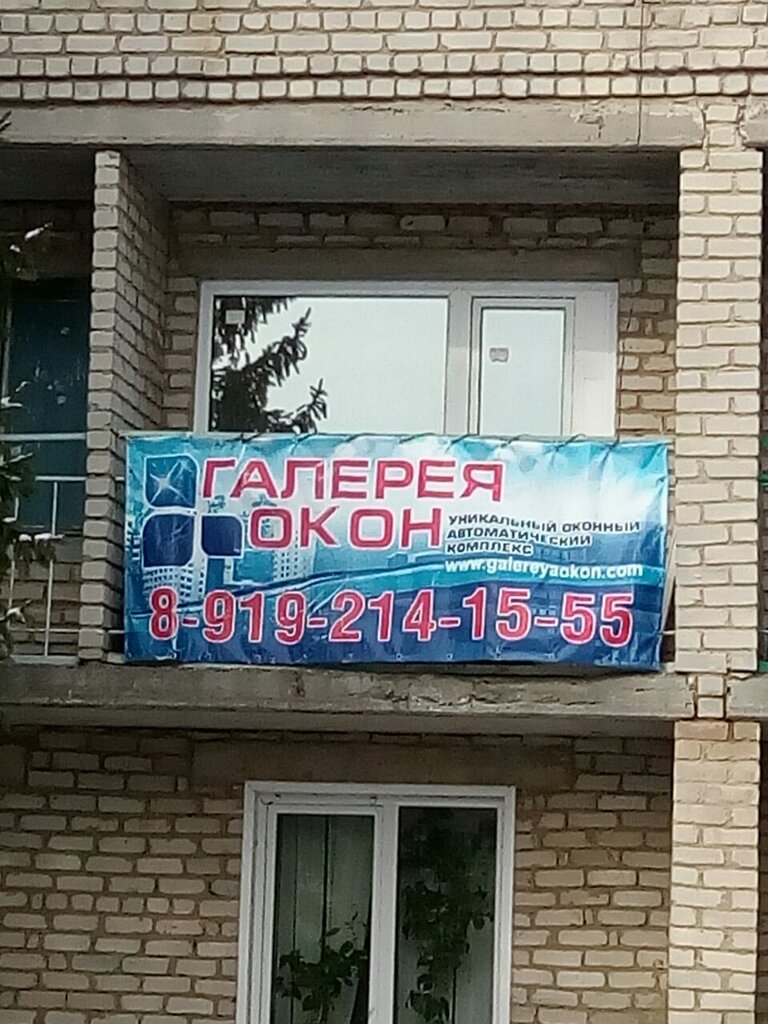 ГАЛЕРЕЯ
ОКОН
УНИКАЛЬНЫЙ ОКОННЫЙ
АВТОМАТИЧЕСКИЙ
КОМПЛЕКС
www.galereyaokon.com
8-919-214-15-55